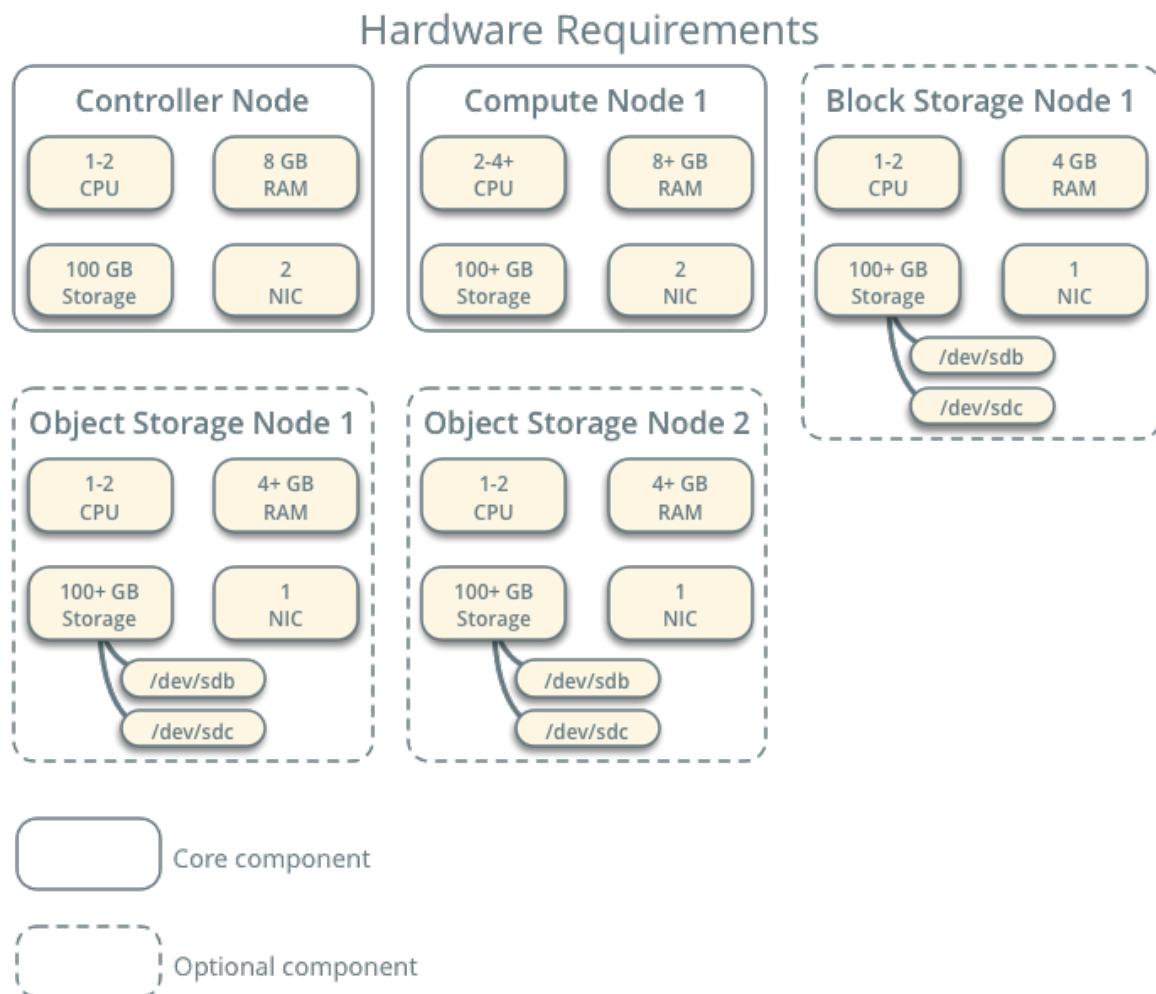 Hardware Requirements
Controller Node
1-2
CPU
8 GB
RAM
100 GB
Storage
2
NIC
Compute Node 1
2-4+
CPU
8+ GB
RAM
100+ GB
Storage
2
NIC
Block Storage Node 1
1-2
CPU
4 GB
RAM
100+ GB
Storage
1
NIC
/dev/sdb
/dev/sdc
Object Storage Node 1
1-2
CPU
4+ GB
RAM
100+ GB
Storage
1
NIC
/dev/sdb
/dev/sdc
Object Storage Node 2
1-2
CPU
4+ GB
RAM
100+ GB
Storage
1
NIC
/dev/sdb
/dev/sdc
Core component
Optional component